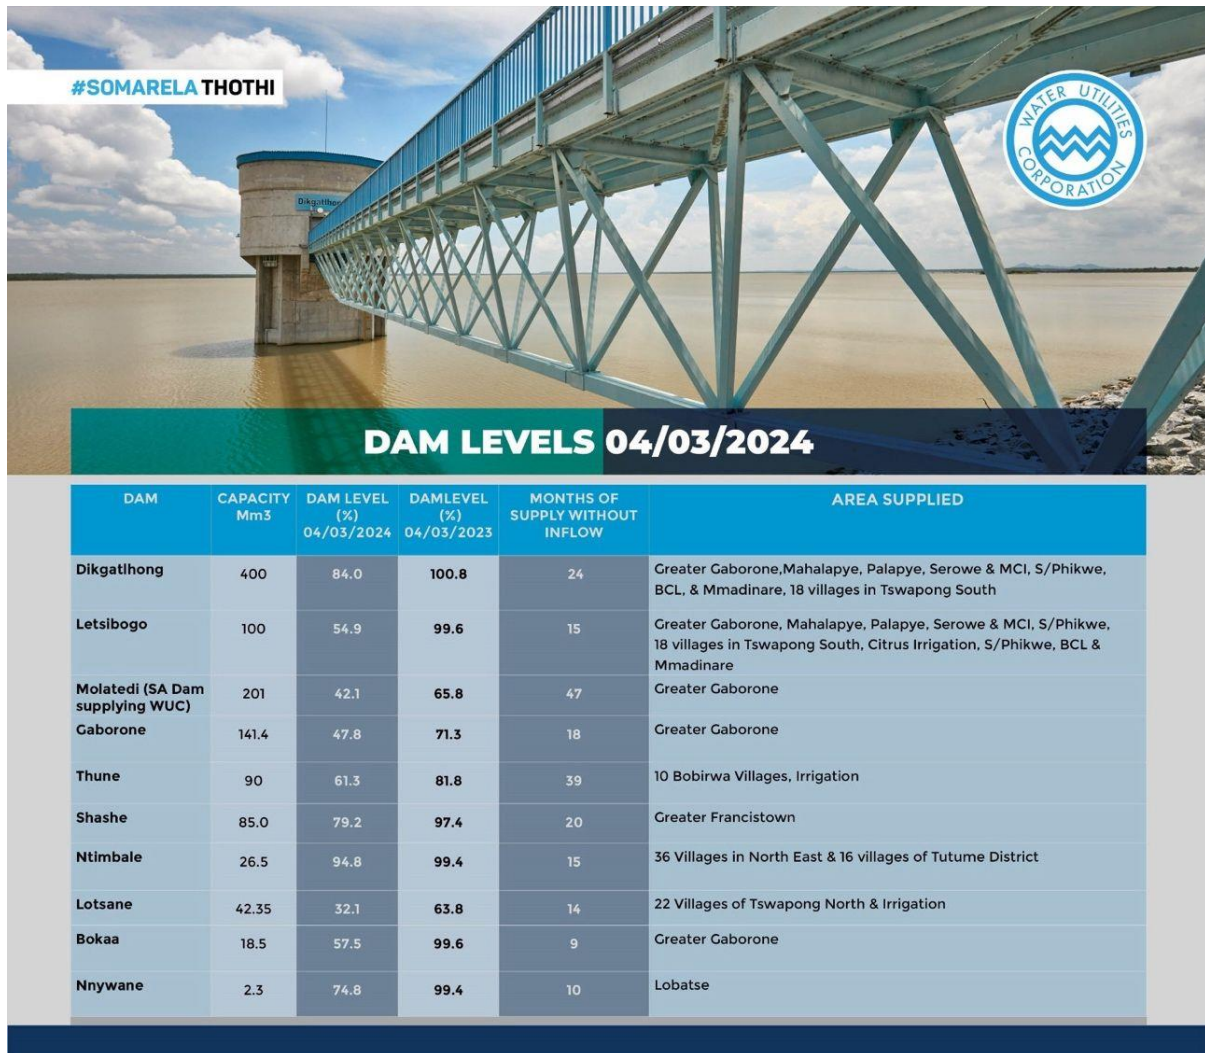 #SOMARELA THOTHI
WATER UTILITIES CORPORATION
Dikgatlhong
DAM LEVELS 04/03/2024
DAM CAPACITY Mm3 DAM LEVEL (%) 04/03/2024 DAMLEVEL (%) 04/03/2023 MONTHS OF SUPPLY WITHOUT INFLOW AREA SUPPLIED
Dikgatlhong 400 84.0 100.8 24 Greater Gaborone,Mahalapye, Palapye, Serowe & MCI, S/Phikwe,
BCL, & Mmadinare, 18 villages in Tswapong South
Letsibogo 100 54.9 99.6 15 Greater Gaborone, Mahalapye, Palapye, Serowe & MCI, S/Phikwe,
18 villages in Tswapong South, Citrus Irrigation, S/Phikwe, BCL &
Mmadinare
Molatedi (SA Dam
supplying WUC) 201 42.1 65.8 47 Greater Gaborone
Gaborone 141.4 47.8 71.3 18 Greater Gaborone
Thune 90 61.3 81.8 39 10 Bobirwa Villages, Irrigation
Shashe 85.0 79.2 97.4 20 Greater Francistown
Ntimbale 26.5 94.8 99.4 15 36 Villages in North East & 16 villages of Tutume District
Lotsane 42.35 32.1 63.8 14 22 Villages of Tswapong North & Irrigation
Bokaa 18.5 57.5 99.6 9 Greater Gaborone
Nnywane 2.3 74.8 99.4 10 Lobatse